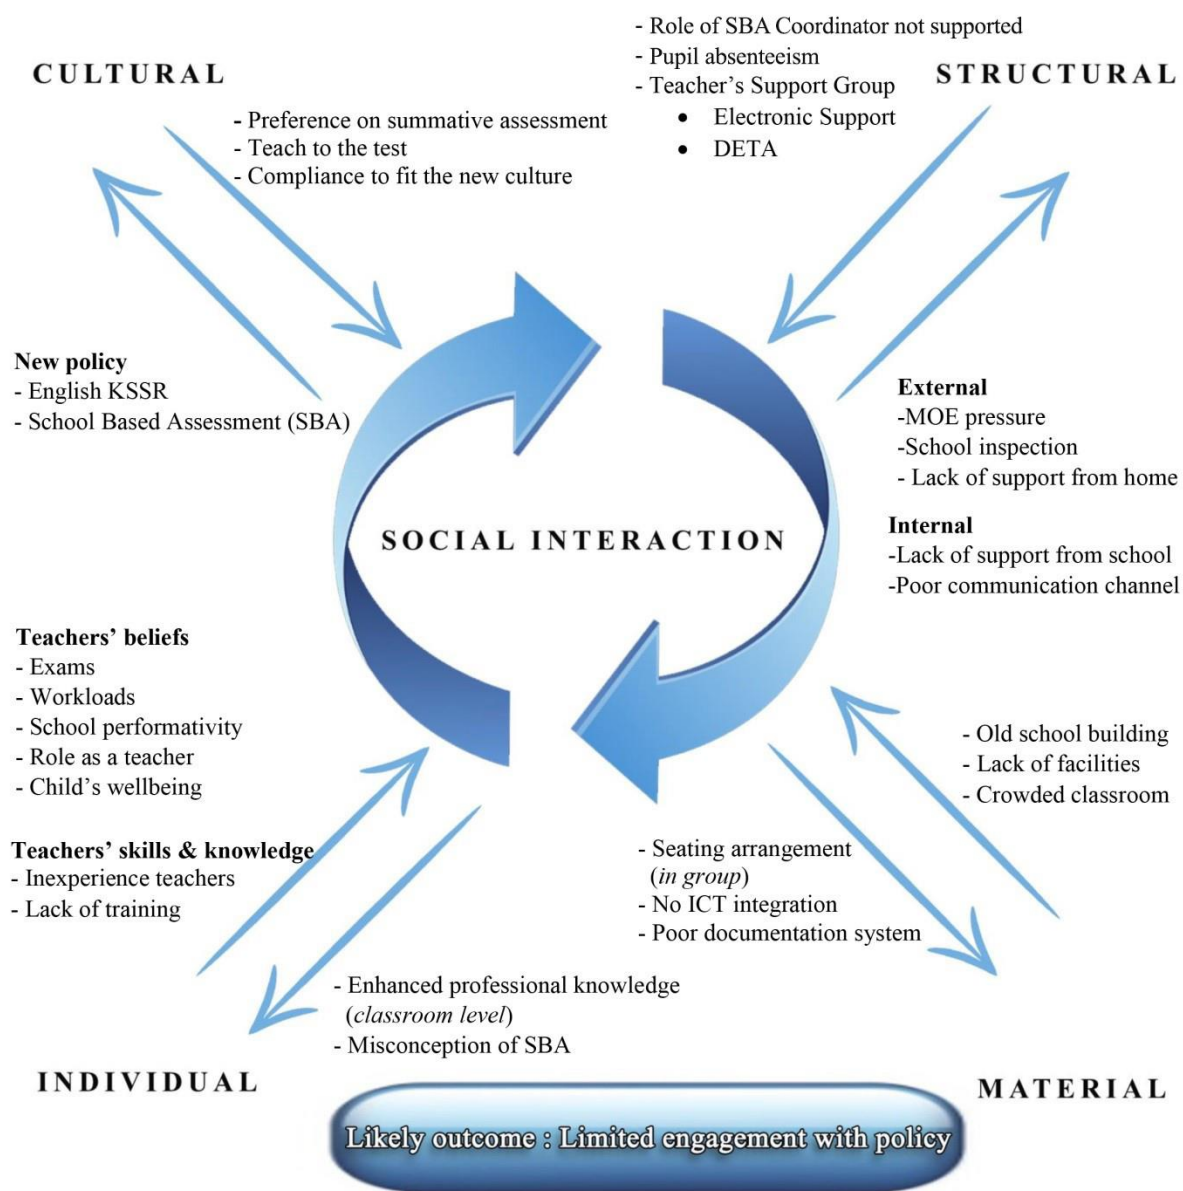 CULTURAL
- Preference on summative assessment
- Teach to the test
- Compliance to fit the new culture
- Role of SBA Coordinator not supported
- Pupil absenteeism
- Teacher's Support Group
• Electronic Support
• DETA
STRUCTURAL
New policy
- English KSSR
- School Based Assessment (SBA)
External
-MOE pressure
-School inspection
- Lack of support from home
Internal
-Lack of support from school
-Poor communication channel
SOCIAL INTERACTION
Teachers' beliefs
- Exams
- Workloads
- School performativity
- Role as a teacher
- Child's wellbeing
Teachers' skills & knowledge
- Inexperience teachers
- Lack of training
- Old school building
- Lack of facilities
- Crowded classroom
- Seating arrangement
(in group)
- No ICT integration
- Poor documentation system
- Enhanced professional knowledge
(classroom level)
- Misconception of SBA
INDIVIDUAL
MATERIAL
Likely outcome : Limited engagement with policy